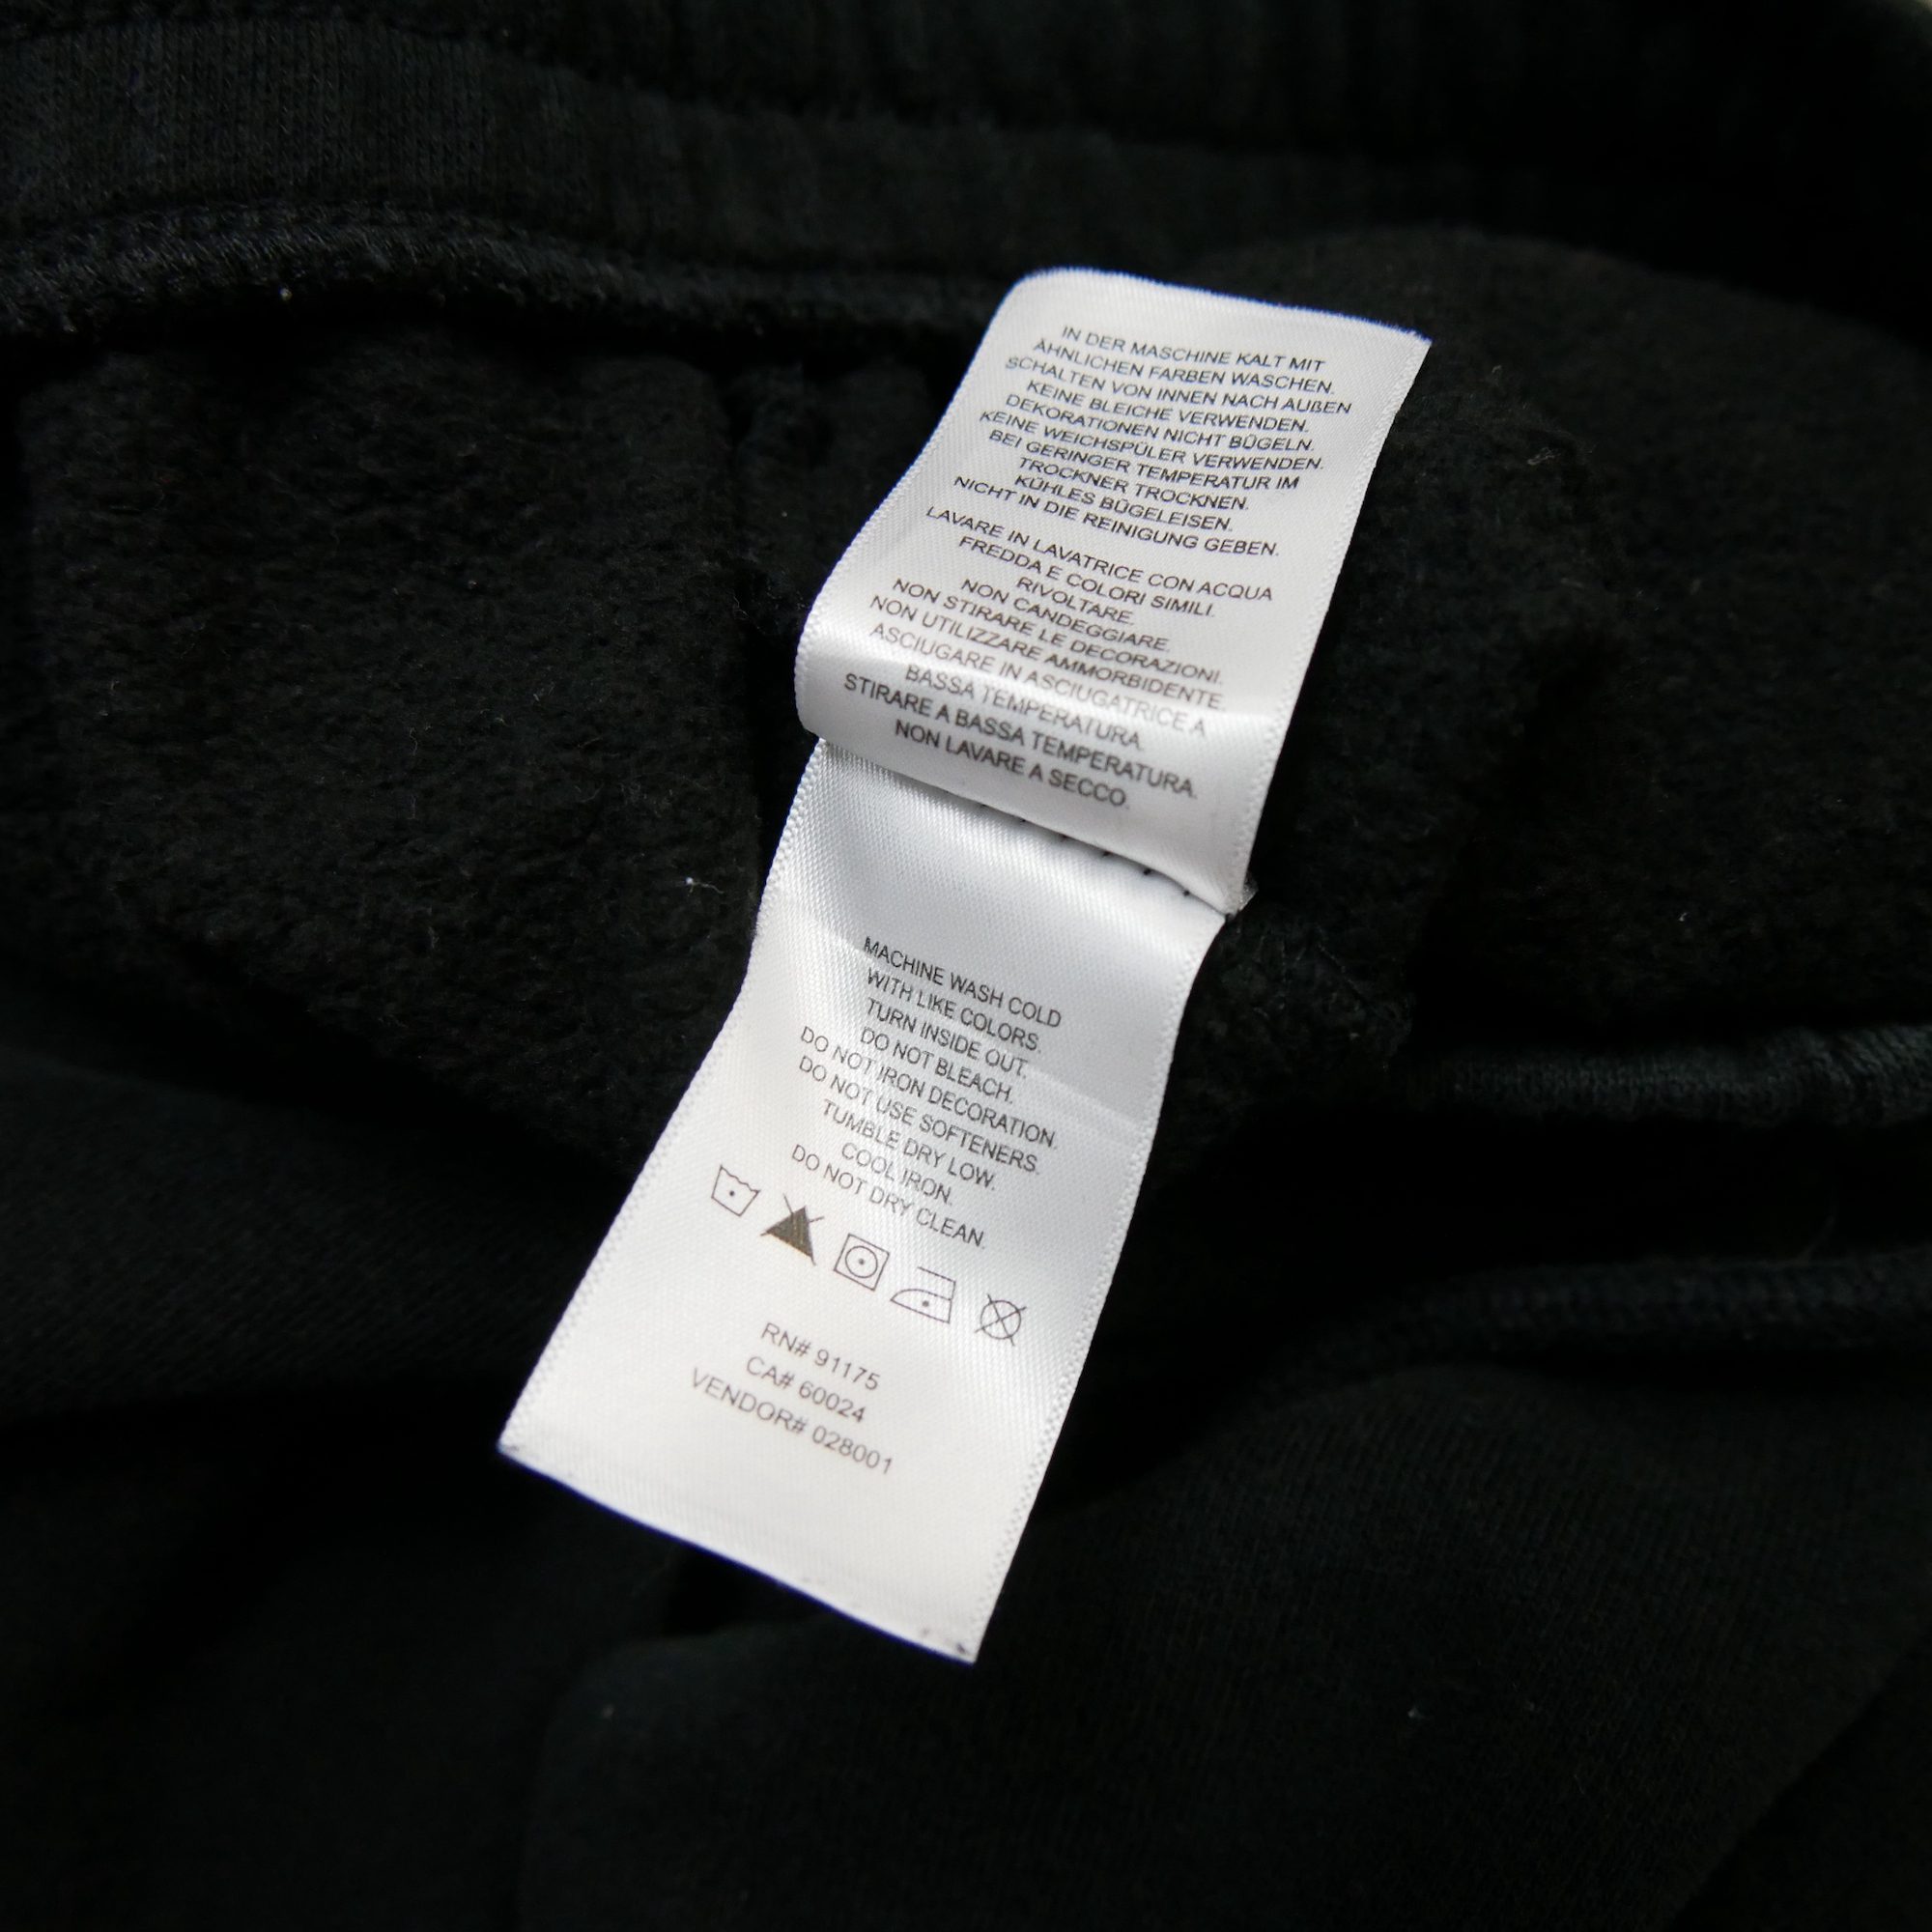 IN DER MASCHINE KALT MIT
ÄHNLICHEN FARBEN WASCHEN.
SCHALTEN VON INNEN NACH AUßEN
KEINE BLEICHE VERWENDEN.
DEKORATIONEN NICHT BÜGELN.
KEINE WEICHSPÜLER VERWENDEN.
BEI GERINGER TEMPERATUR IM
TROCKNER TROCKNEN.
KÜHLES BÜGELEISEN.
NICHT IN DIE REINIGUNG GEBEN.
LAVARE IN LAVATRICE CON ACQUA
FREDDA E COLORI SIMILI.
RIVOLTARE.
NON CANDEGGIARE.
NON STIRARE LE DECORAZIONI.
NON UTILIZZARE AMMORBIDENTE.
ASCIUGARE IN ASCIUGATRICE A
BASSA TEMPERATURA.
STIRARE A BASSA TEMPERATURA.
NON LAVARE A SECCO.
MACHINE WASH COLD
WITH LIKE COLORS.
TURN INSIDE OUT.
DO NOT BLEACH.
DO NOT IRON DECORATION.
DO NOT USE SOFTENERS.
TUMBLE DRY LOW.
COOL IRON.
DO NOT DRY CLEAN.
RN# 91175
CA# 60024
VENDOR# 028001